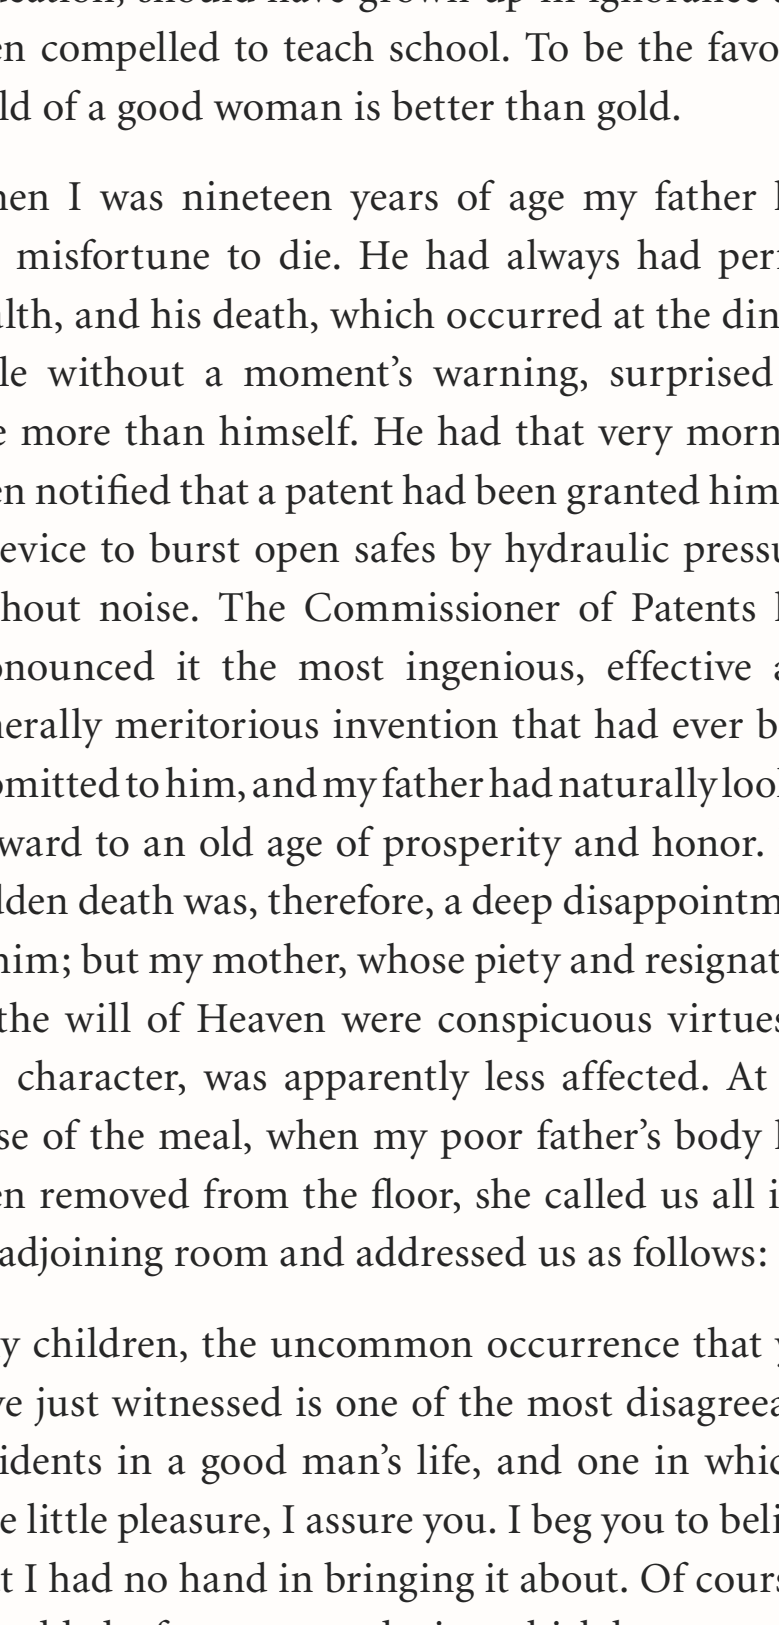 ucation, should have grown up in ignorance
en compelled to teach school. To be the favo
ld of a good woman is better than gold.
hen I was nineteen years of age my father
misfortune to die. He had always had per
alth, and his death, which occurred at the din
le without a moment’s warning, surprised
e more than himself. He had that very morn
en notified that a patent had been granted him
evice to burst open safes by hydraulic pressu
hout noise. The Commissioner of Patents
onounced it the most ingenious, effective a
nerally meritorious invention that had ever b
omitted to him, and my father had naturally loo
ward to an old age of prosperity and honor.
dden death was, therefore, a deep disappointm
him; but my mother, whose piety and resignat
the will of Heaven were conspicuous virtues
character, was apparently less affected. At
se of the meal, when my poor father’s body
en removed from the floor, she called us all i
adjoining room and addressed us as follows:
y children, the uncommon occurrence that y
ve just witnessed is one of the most disagreea
idents in a good man’s life, and one in whic
e little pleasure, I assure you. I beg you to beli
t I had no hand in bringing it about. Of cours